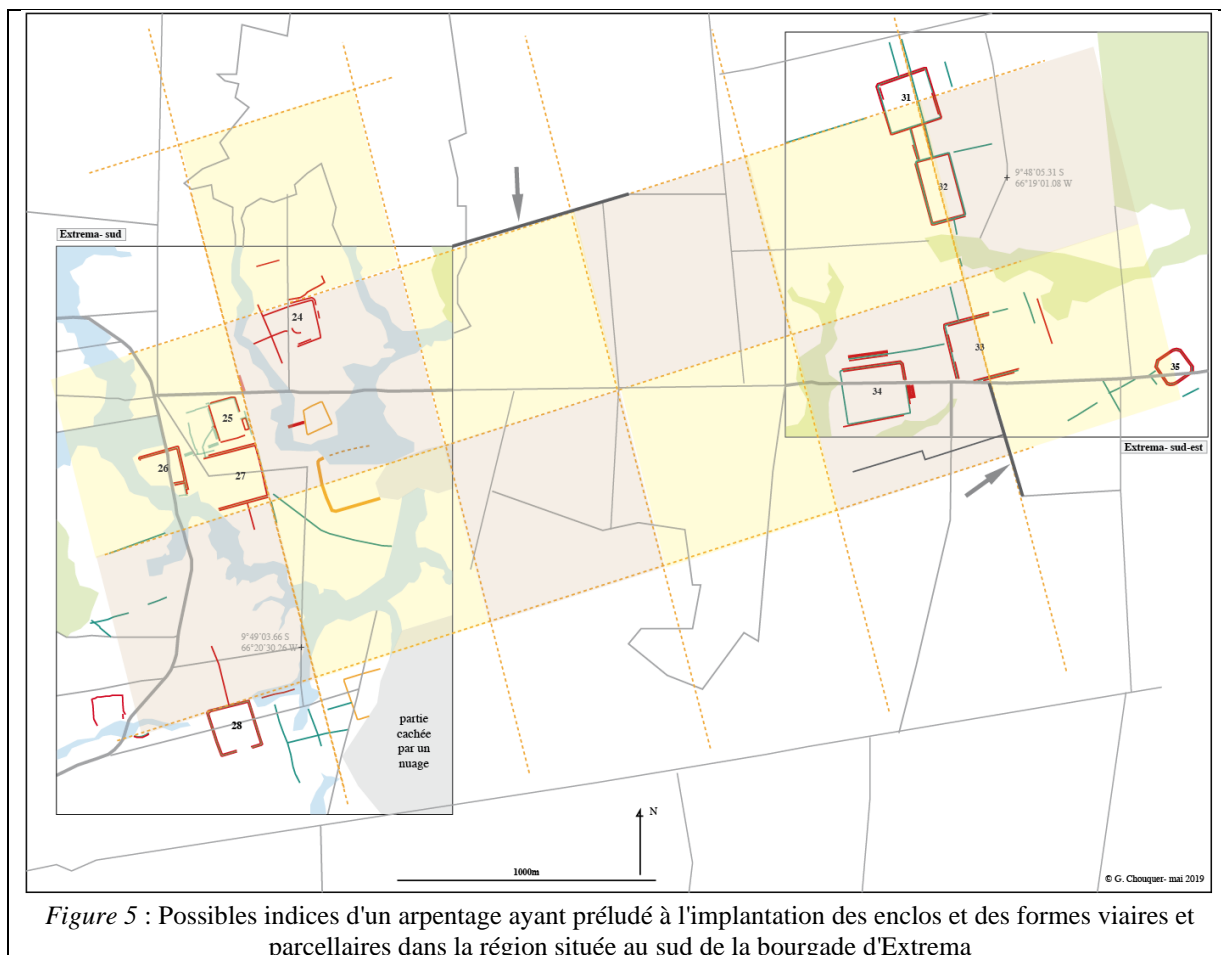 31
32
9°48´05.31 S
66°19´01.08 W
Extrema- sud
24
33
35
34
25
26
27
Extrema- sud-est
9°49´03.66 S
66°20´30.26 W
28
partie
cachée
par un
nuage
N
1000m
© G. Chouquer- mai 2019
Figure 5 : Possibles indices d'un arpentage ayant préludé à l'implantation des enclos et des formes viaires et
parcellaires dans la région située au sud de la bourgade d'Extrema